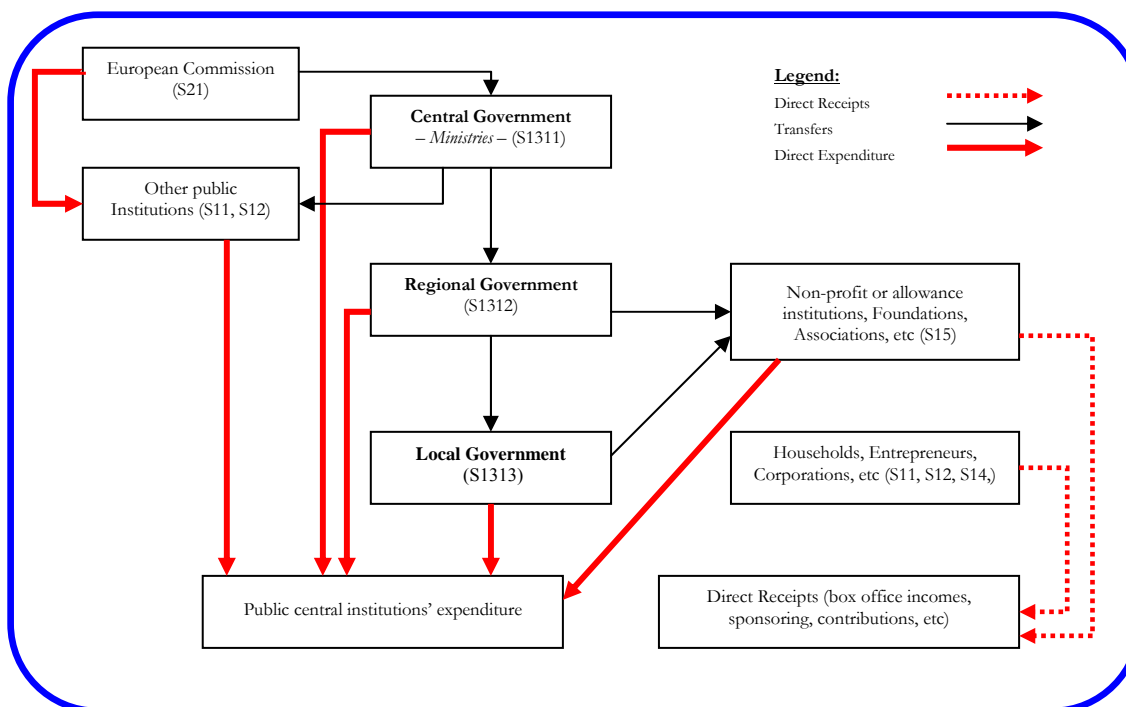 European Commission
(S21)
Central Government
– Ministries – (S1311)
Legend:
Direct Receipts
Transfers
Direct Expenditure
Other public
Institutions (S11, S12)
Regional Government
(S1312)
Non-profit or allowance
institutions, Foundations,
Associations, etc (S15)
Local Government
(S1313)
Households, Entrepreneurs,
Corporations, etc (S11, S12, S14,)
Public central institutions’ expenditure
Direct Receipts (box office incomes,
sponsoring, contributions, etc)